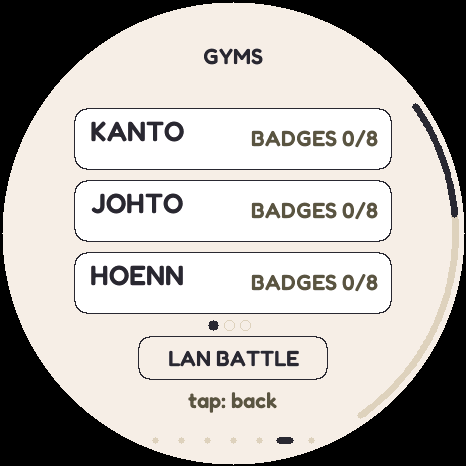 GYMS
KANTO BADGES 0/8
JOHTO BADGES 0/8
HOENN BADGES 0/8
LAN BATTLE
tap: back